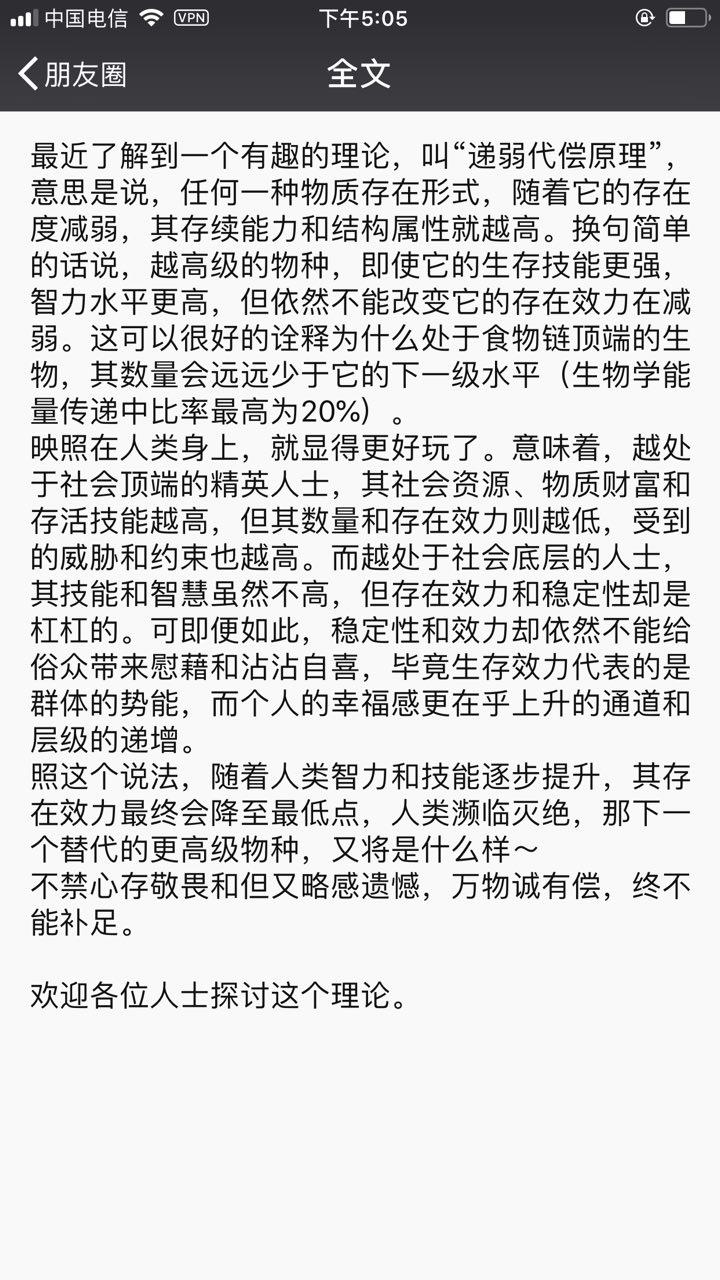 中国电信 VPN 下午5:05
朋友圈 全文
最近了解到一个有趣的理论，叫“递弱代偿原理”，
意思是说，任何一种物质存在形式，随着它的存在
度减弱，其存续能力和结构属性就越高。换句简单
的话说，越高级的物种，即使它的生存技能更强，
智力水平更高，但依然不能改变它的存在效力在减
弱。这可以很好的诠释为什么处于食物链顶端的生
物，其数量会远远少于它的下一级水平（生物学能
量传递中比率最高为20%）。
映照在人类身上，就显得更好玩了。意味着，越处
于社会顶端的精英人士，其社会资源、物质财富和
存活技能越高，但其数量和存在效力则越低，受到
的威胁和约束也越高。而越处于社会底层的人士，
其技能和智慧虽然不高，但存在效力和稳定性却是
杠杠的。可即便如此，稳定性和效力却依然不能给
俗众带来慰藉和沾沾自喜，毕竟生存效力代表的是
群体的势能，而个人的幸福感更在乎上升的通道和
层级的递增。
照这个说法，随着人类智力和技能逐步提升，其存
在效力最终会降至最低点，人类濒临灭绝，那下一
个替代的更高级物种，又将是什么样～
不禁心存敬畏和但又略感遗憾，万物诚有偿，终不
能补足。
欢迎各位人士探讨这个理论。